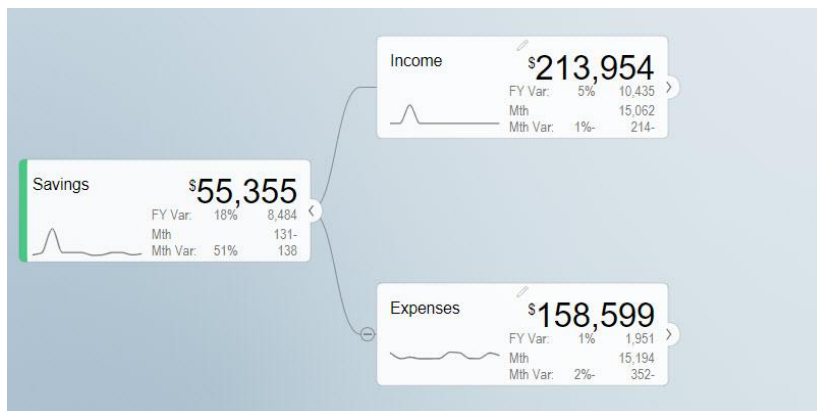 Income
$213,954
FY Var: 5% 10,435
Mth 15,062
Mth Var: 1%- 214-
Savings
$55,355
FY Var: 18% 8,484
Mth 131-
Mth Var: 51% 138
Expenses
$158,599
FY Var: 1% 1,951
Mth 15,194
Mth Var: 2%- 352-